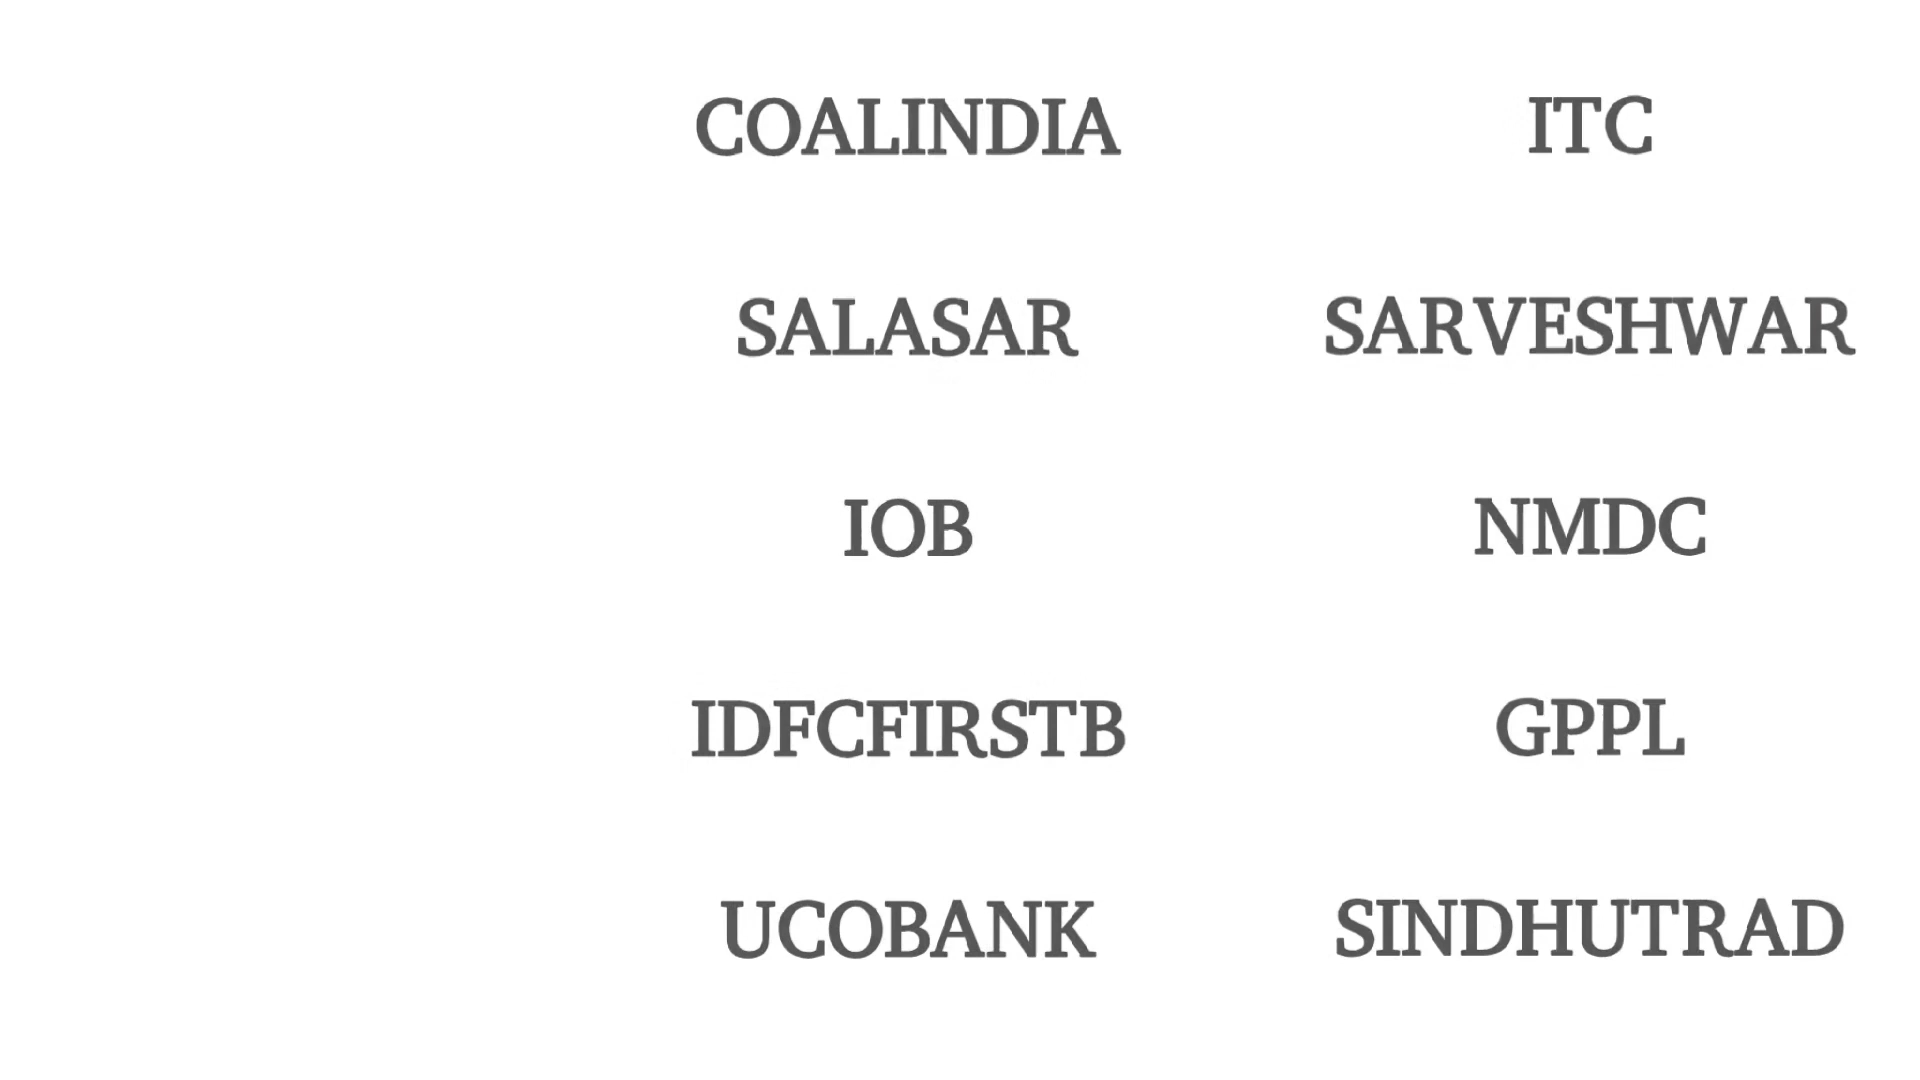 COALINDIA ITC
SALASAR SARVESHWAR
IOB NMDC
IDFCFIRSTB GPPL
UCOBANK SINDHUTRAD